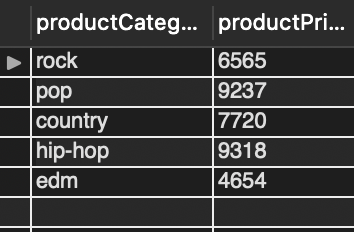 productCateg... productPri...
rock 6565
pop 9237
country 7720
hip-hop 9318
edm 4654